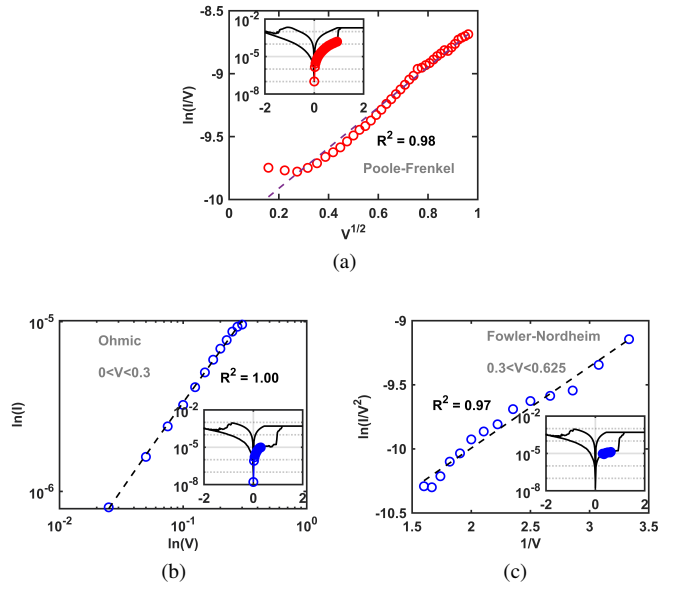 -8.5
-9
-9.5
-10
ln(I/V)
0
0.2
0.4
0.6
0.8
1
V^1/2
10^-2
10^-5
10^-8
-2
0
2
R^2 = 0.98
Poole-Frenkel
(a)
10^-5
10^-6
ln(I)
10^-2
10^-1
10^0
ln(V)
Ohmic
0<V<0.3
R^2 = 1.00
10^-2
10^-5
10^-8
-2
0
2
(b)
-9
-9.5
-10
-10.5
ln(I/V^2)
1.5
2
2.5
3
3.5
1/V
Fowler-Nordheim
0.3<V<0.625
R^2 = 0.97
10^-2
10^-5
10^-8
-2
0
2
(c)